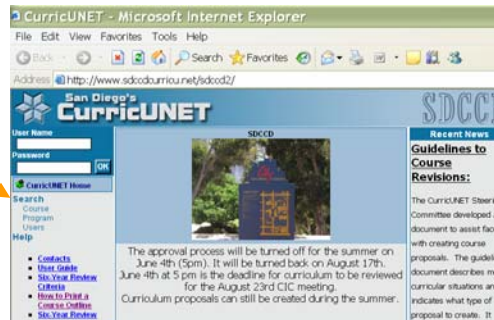 CurricUNET - Microsoft Internet Explorer
File Edit View Favorites Tools Help
Back Search Favorites
Address http://www.sdccdcurricu.net/sdccd2/
San Diego's
CurricUNET
SDCCD
User Name
Password
OK
CurricUNET Home
Search
Course
Program
Users
Help
Contacts
User Guide
Six-Year Review
Criteria
How to Print a
Course Outline
Six-Year Review
SDCCD
The approval process will be turned off for the summer on
June 4th (5pm). It will be turned back on August 17th.
June 4th at 5 pm is the deadline for curriculum to be reviewed
for the August 23rd CIC meeting.
Curriculum proposals can still be created during the summer.
Recent News
Guidelines to
Course
Revisions:
The CurricUNET Steeri
Committee developed a
document to assist fac
with creating course
proposals. The guideli
document describes m
curricular situations an
indicates what type of
proposal to create. It